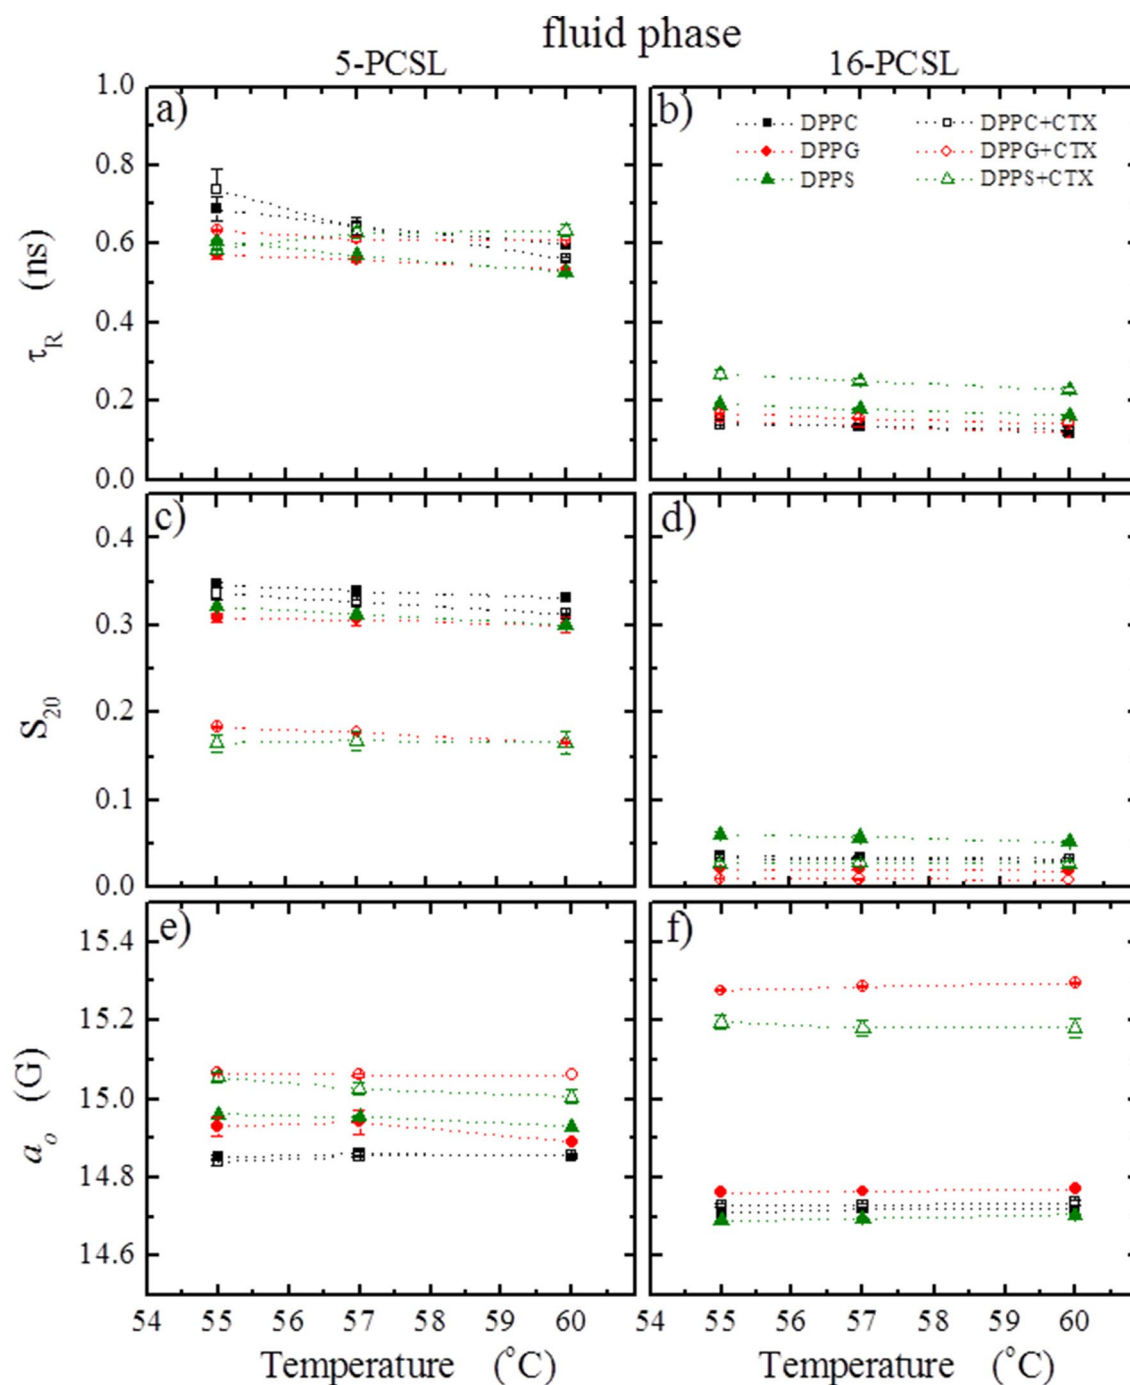 fluid phase
5-PCSL 16-PCSL
a) b)
1.0
0.8
0.6
0.4
0.2
0.0
τR (ns)
DPPC DPPC+CTX
DPPG DPPG+CTX
DPPS DPPS+CTX
c) d)
0.4
0.3
0.2
0.1
0.0
S20
e) f)
15.4
15.2
15.0
14.8
14.6
ao (G)
54 55 56 57 58 59 60 54 55 56 57 58 59 60
Temperature (°C) Temperature (°C)